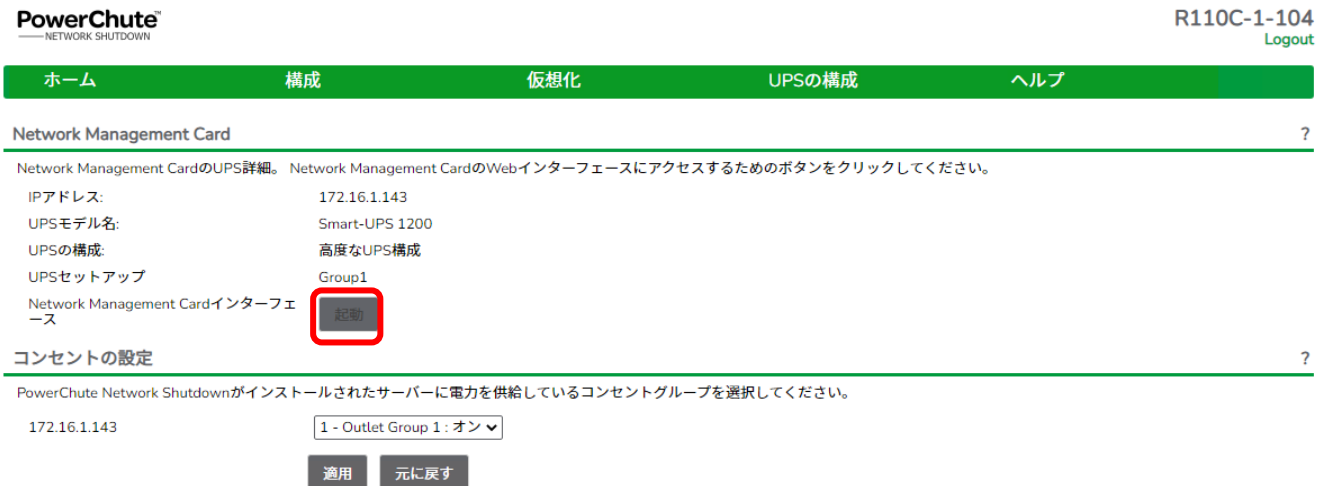 PowerChute™
NETWORK SHUTDOWN
R110C-1-104
Logout
ホーム 構成 仮想化 UPSの構成 ヘルプ
Network Management Card ?
Network Management CardのUPS詳細。 Network Management CardのWebインターフェースにアクセスするためのボタンをクリックしてください。
IPアドレス: 172.16.1.143
UPSモデル名: Smart-UPS 1200
UPSの構成: 高度なUPS構成
UPSセットアップ Group1
Network Management Cardインターフェ
ース
起動
コンセントの設定 ?
PowerChute Network Shutdownがインストールされたサーバーに電力を供給しているコンセントグループを選択してください。
172.16.1.143 1 - Outlet Group 1 : オン
適用 元に戻す